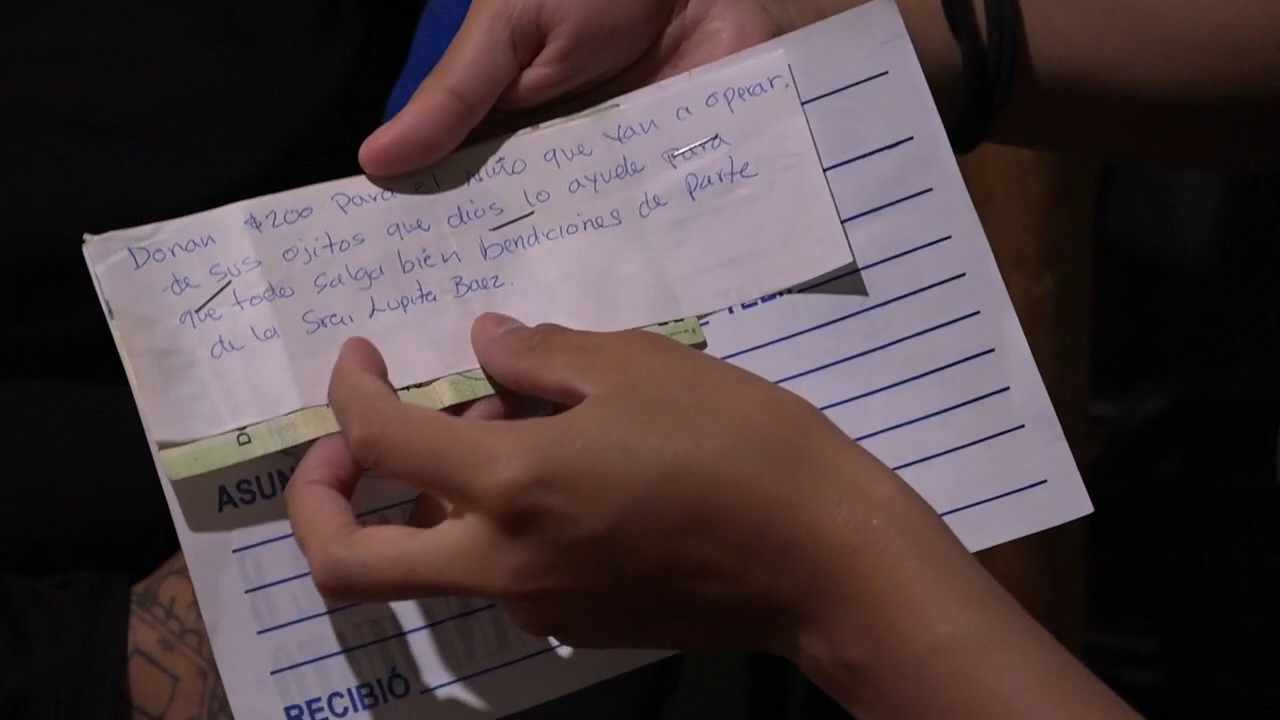 Donan $200 para el niño que van a operar.
de sus ojitos que dios lo ayude para
que todo salga bien bendiciones de parte
de la Sra. Lupita Baez.
ASUN
RECIBIÓ